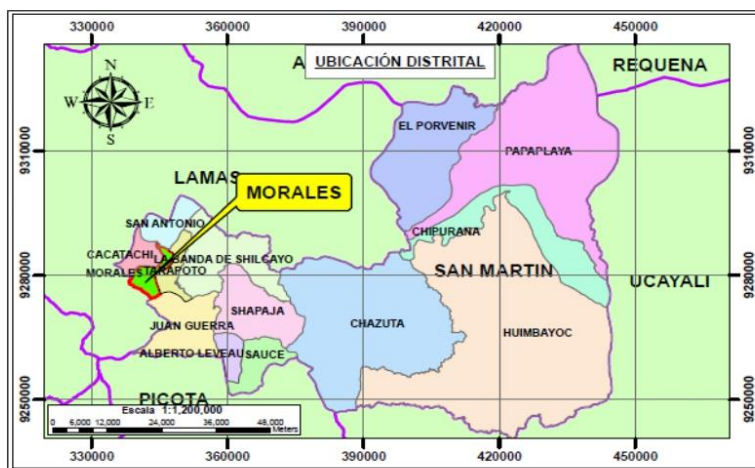 330000 360000 390000 420000 450000
UBICACIÓN DISTRITAL
A
REQUENA
N
W E
S
EL PORVENIR
9310000 9310000
PAPAPLAYA
LAMAS
MORALES
SAN ANTONIO
CHIPURANA
CACATACHI
LA BANDA DE SHILCAYO
MORALES TARAPOTO
SAN MARTIN
UCAYALI
9280000 9280000
SHAPAJA
CHAZUTA
JUAN GUERRA
HUIMBAYOC
ALBERTO LEVEAU SAUCE
PICOTA
9250000 9250000
Escala 1:1,200,000
0 6,000 12,000 24,000 36,000 48,000
Meters
330000 360000 390000 420000 450000